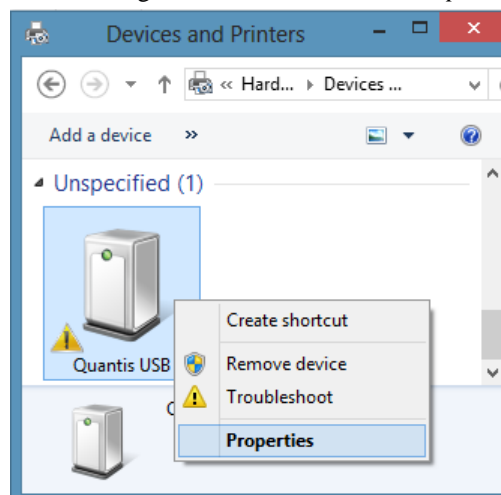 Devices and Printers
« Hard... ▸ Devices ...
Add a device »
Unspecified (1)
Quantis USB
Create shortcut
Remove device
Troubleshoot
Properties